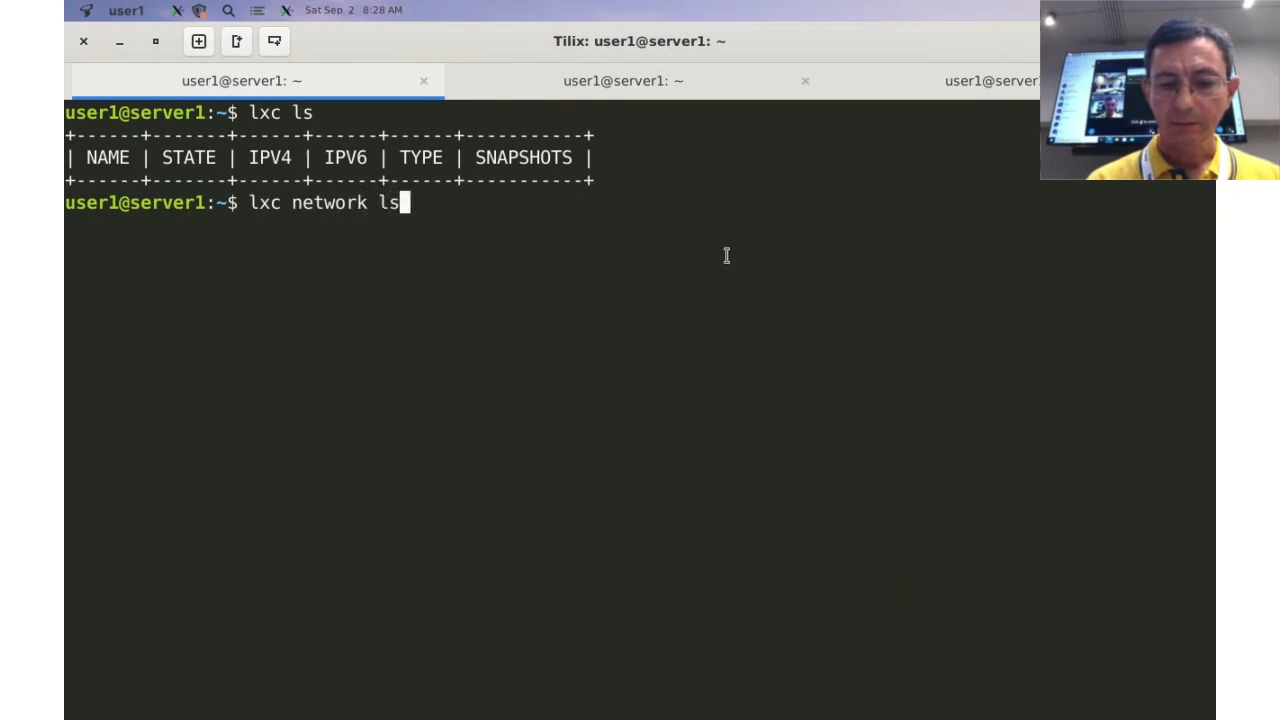 user1 Sat Sep 2 8:28 AM
Tilix: user1@server1: ~
user1@server1: ~ × user1@server1: ~ × user1@server1
user1@server1:~$ lxc ls
+------+-------+------+------+------+-----------+
| NAME | STATE | IPV4 | IPV6 | TYPE | SNAPSHOTS |
+------+-------+------+------+------+-----------+
user1@server1:~$ lxc network ls